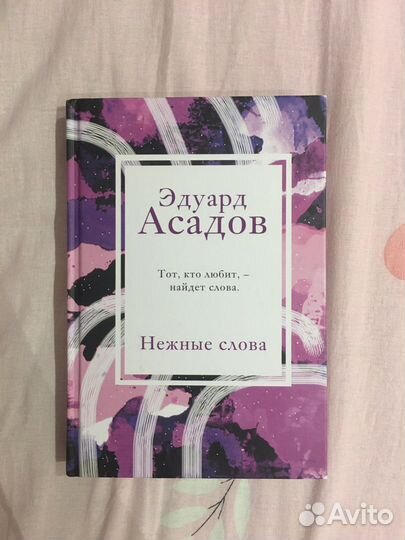 Эдуард
Асадов
Тот, кто любит, –
найдет слова.
Нежные слова
Avito